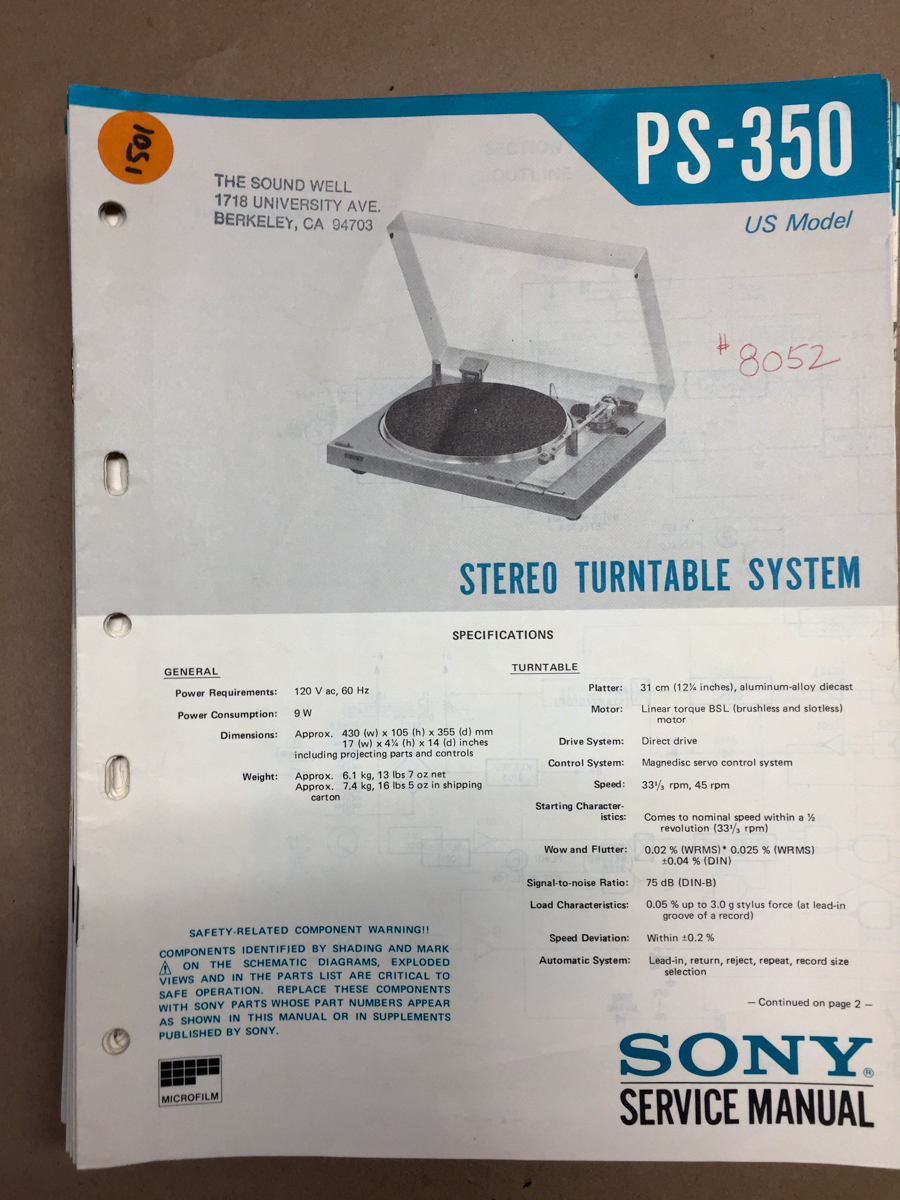 1051
PS-350
US Model
THE SOUND WELL
1718 UNIVERSITY AVE.
BERKELEY, CA 94703
#8052
STEREO TURNTABLE SYSTEM
SPECIFICATIONS
GENERAL
Power Requirements: 120 V ac, 60 Hz
Power Consumption: 9 W
Dimensions: Approx. 430 (w) x 105 (h) x 355 (d) mm
17 (w) x 4¼ (h) x 14 (d) inches
including projecting parts and controls
Weight: Approx. 6.1 kg, 13 lbs 7 oz net
Approx. 7.4 kg, 16 lbs 5 oz in shipping
carton
TURNTABLE
Platter: 31 cm (12¼ inches), aluminum-alloy diecast
Motor: Linear torque BSL (brushless and slotless)
motor
Drive System: Direct drive
Control System: Magnedisc servo control system
Speed: 33⅓ rpm, 45 rpm
Starting Character-
istics: Comes to nominal speed within a ½
revolution (33⅓ rpm)
Wow and Flutter: 0.02 % (WRMS)* 0.025 % (WRMS)
±0.04 % (DIN)
Signal-to-noise Ratio: 75 dB (DIN-B)
Load Characteristics: 0.05 % up to 3.0 g stylus force (at lead-in
groove of a record)
Speed Deviation: Within ±0.2 %
Automatic System: Lead-in, return, reject, repeat, record size
selection
— Continued on page 2 —
SAFETY-RELATED COMPONENT WARNING!!
COMPONENTS IDENTIFIED BY SHADING AND MARK
⚠ ON THE SCHEMATIC DIAGRAMS, EXPLODED
VIEWS AND IN THE PARTS LIST ARE CRITICAL TO
SAFE OPERATION. REPLACE THESE COMPONENTS
WITH SONY PARTS WHOSE PART NUMBERS APPEAR
AS SHOWN IN THIS MANUAL OR IN SUPPLEMENTS
PUBLISHED BY SONY.
MICROFILM
SONY®
SERVICE MANUAL